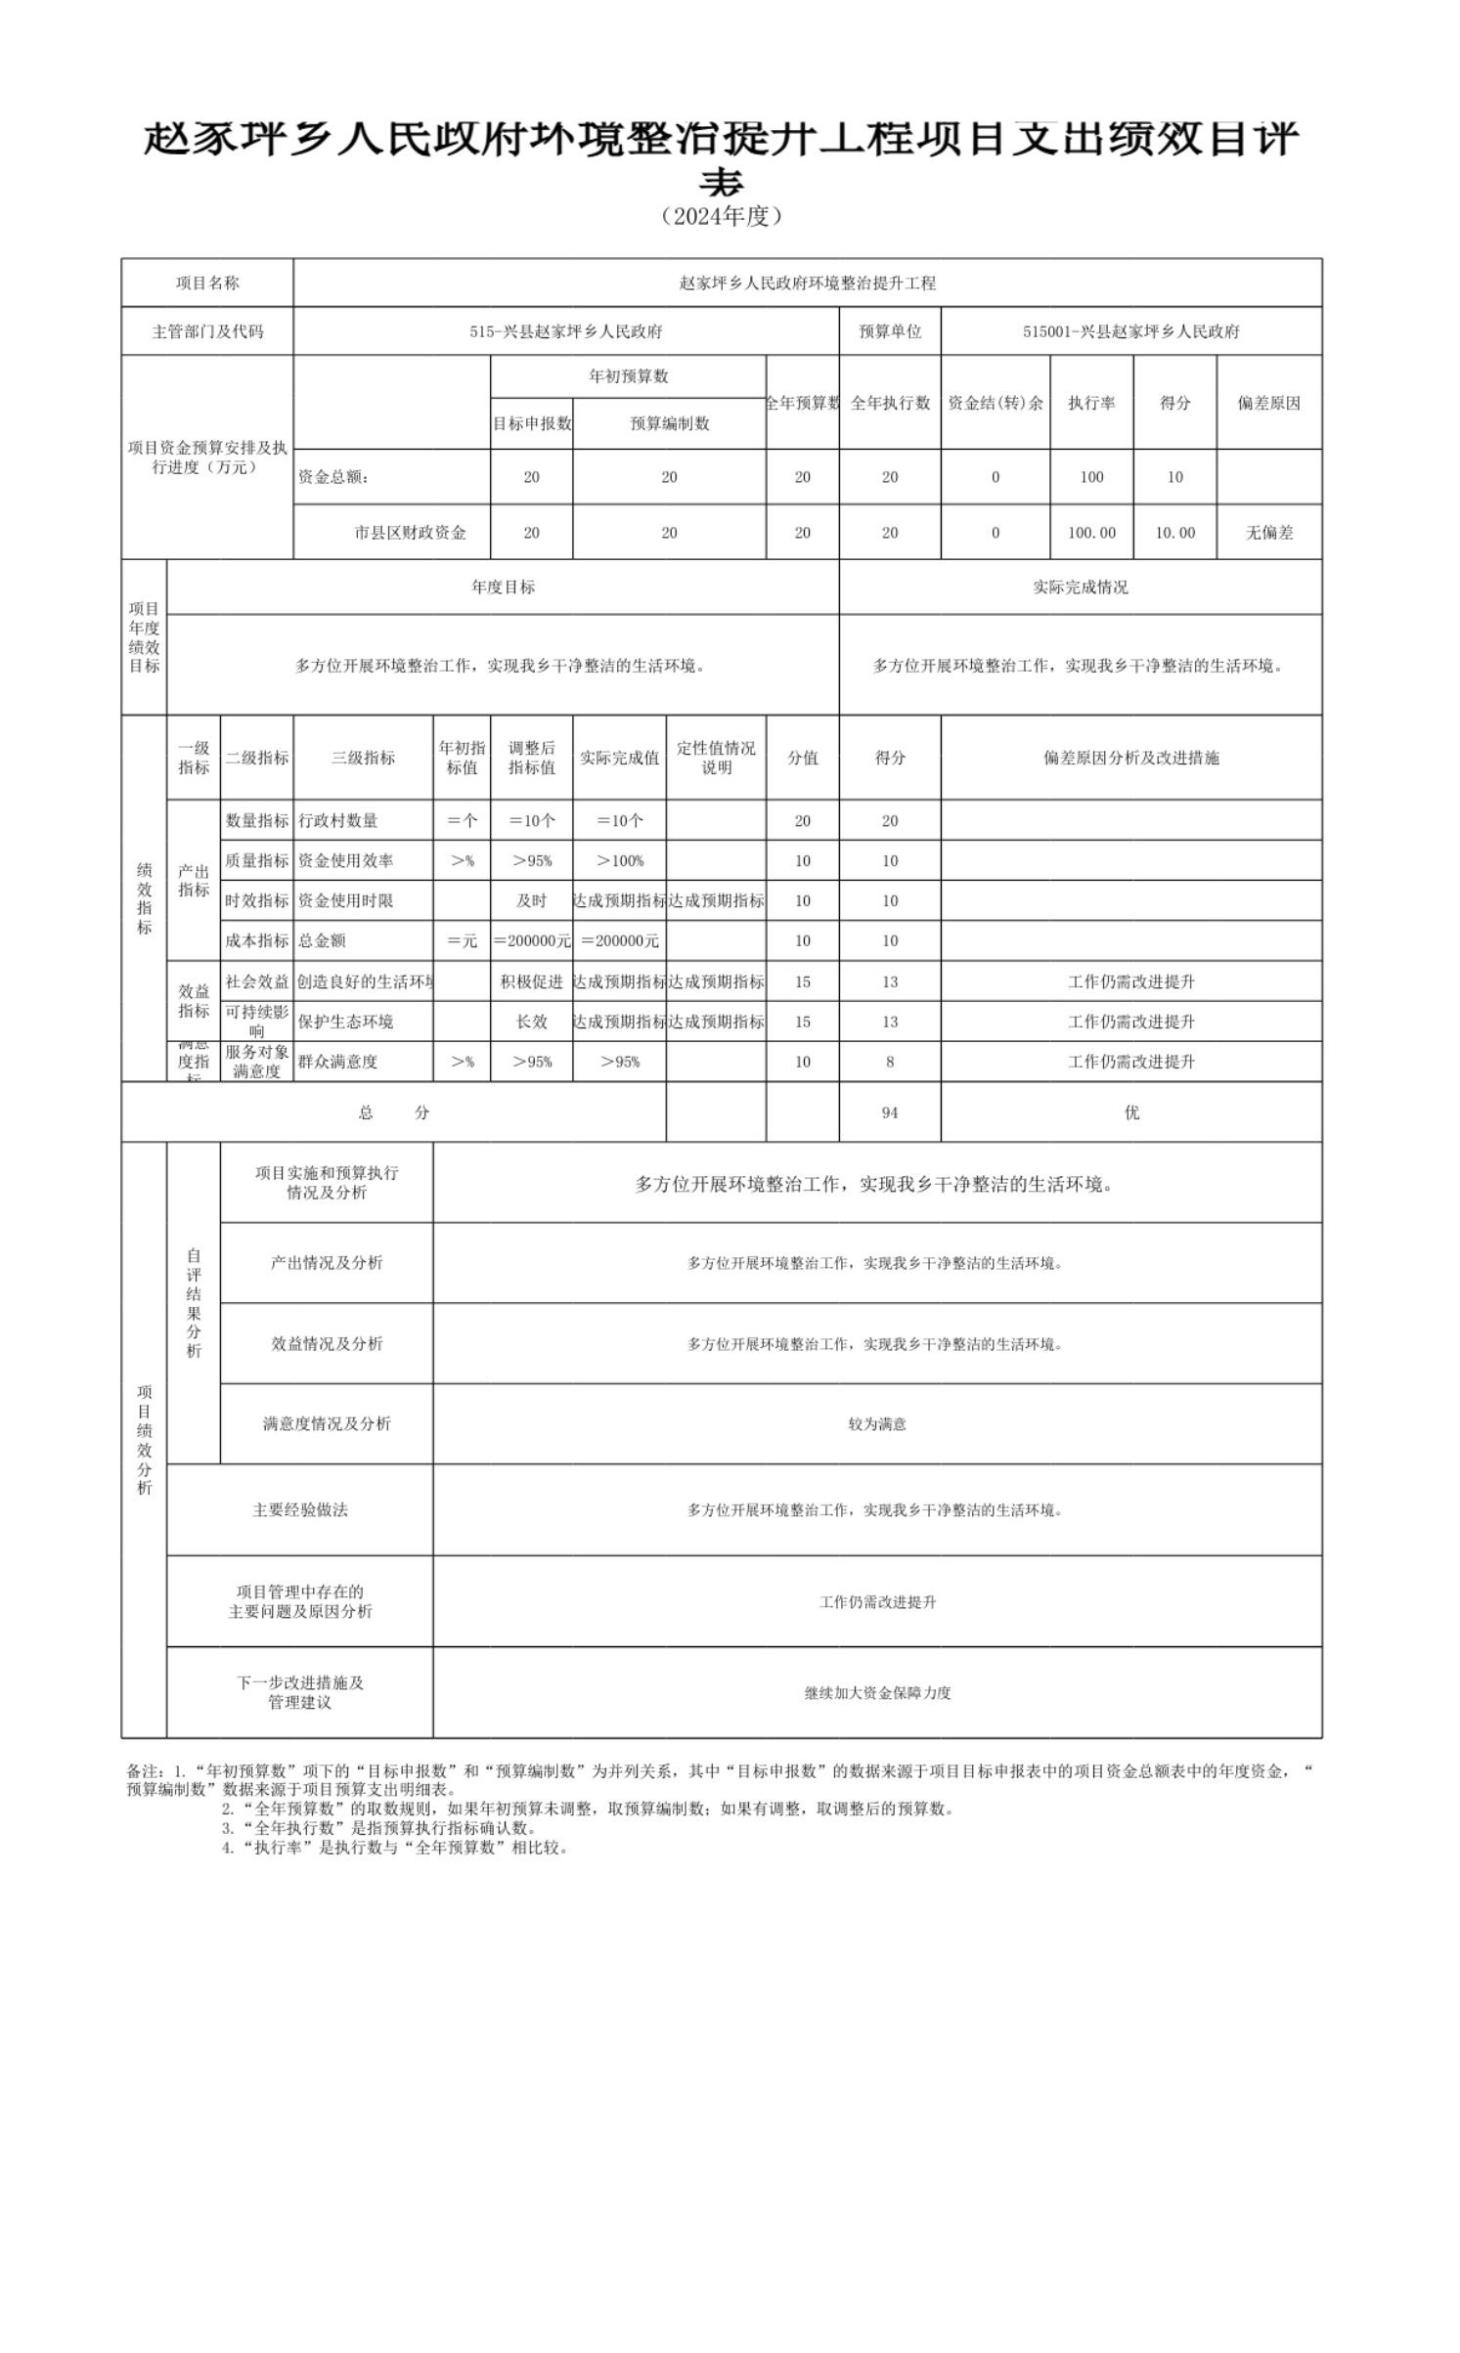 赵家坪乡人民政府环境整治提升工程项目支出绩效自评
表
（2024年度）
项目名称 赵家坪乡人民政府环境整治提升工程
主管部门及代码 515-兴县赵家坪乡人民政府 预算单位 515001-兴县赵家坪乡人民政府
项目资金预算安排及执
行进度（万元）
年初预算数
全年预算数 全年执行数 资金结(转)余 执行率 得分 偏差原因
目标申报数 预算编制数
资金总额： 20 20 20 20 0 100 10
市县区财政资金 20 20 20 20 0 100.00 10.00 无偏差
项目
年度
绩效
目标
年度目标 实际完成情况
多方位开展环境整治工作，实现我乡干净整洁的生活环境。 多方位开展环境整治工作，实现我乡干净整洁的生活环境。
绩
效
指
标
一级
指标
二级指标 三级指标
年初指
标值
调整后
指标值
实际完成值
定性值情况
说明
分值 得分 偏差原因分析及改进措施
产出
指标
数量指标 行政村数量 ＝个 ＝10个 ＝10个 20 20
质量指标 资金使用效率 ＞% ＞95% ＞100% 10 10
时效指标 资金使用时限 及时 达成预期指标 达成预期指标 10 10
成本指标 总金额 ＝元 ＝200000元 ＝200000元 10 10
效益
指标
社会效益 创造良好的生活环境 积极促进 达成预期指标 达成预期指标 15 13 工作仍需改进提升
可持续影
响
保护生态环境 长效 达成预期指标 达成预期指标 15 13 工作仍需改进提升
满意
度指
标
服务对象
满意度
群众满意度 ＞% ＞95% ＞95% 10 8 工作仍需改进提升
总 分 94 优
项
目
绩
效
分
析
自
评
结
果
分
析
项目实施和预算执行
情况及分析
多方位开展环境整治工作，实现我乡干净整洁的生活环境。
产出情况及分析 多方位开展环境整治工作，实现我乡干净整洁的生活环境。
效益情况及分析 多方位开展环境整治工作，实现我乡干净整洁的生活环境。
满意度情况及分析 较为满意
主要经验做法 多方位开展环境整治工作，实现我乡干净整洁的生活环境。
项目管理中存在的
主要问题及原因分析
工作仍需改进提升
下一步改进措施及
管理建议
继续加大资金保障力度
备注：1.“年初预算数”项下的“目标申报数”和“预算编制数”为并列关系，其中“目标申报数”的数据来源于项目目标申报表中的项目资金总额表中的年度资金，“
预算编制数”数据来源于项目预算支出明细表。
2.“全年预算数”的取数规则，如果年初预算未调整，取预算编制数；如果有调整，取调整后的预算数。
3.“全年执行数”是指预算执行指标确认数。
4.“执行率”是执行数与“全年预算数”相比较。